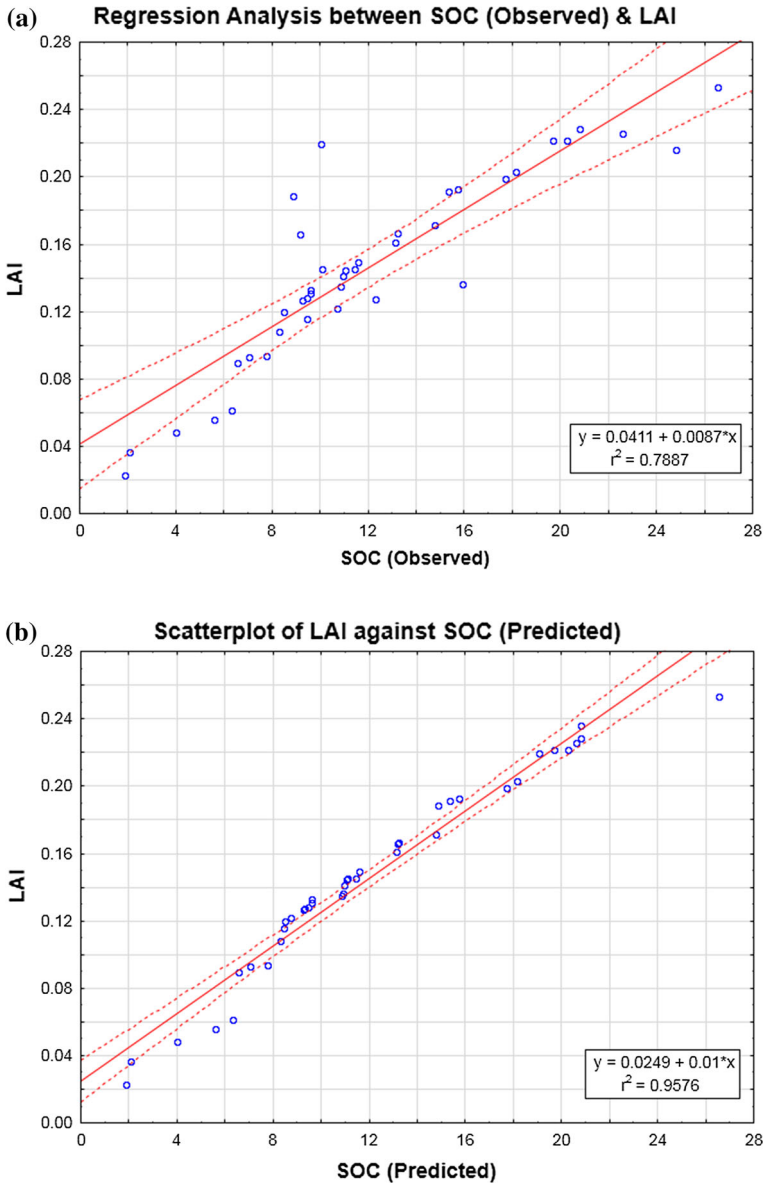 (a)
Regression Analysis between SOC (Observed) & LAI
0.28
0.24
0.20
0.16
0.12
0.08
0.04
0.00
LAI
y = 0.0411 + 0.0087*x
r² = 0.7887
0 4 8 12 16 20 24 28
SOC (Observed)
(b)
Scatterplot of LAI against SOC (Predicted)
0.28
0.24
0.20
0.16
0.12
0.08
0.04
0.00
LAI
y = 0.0249 + 0.01*x
r² = 0.9576
0 4 8 12 16 20 24 28
SOC (Predicted)